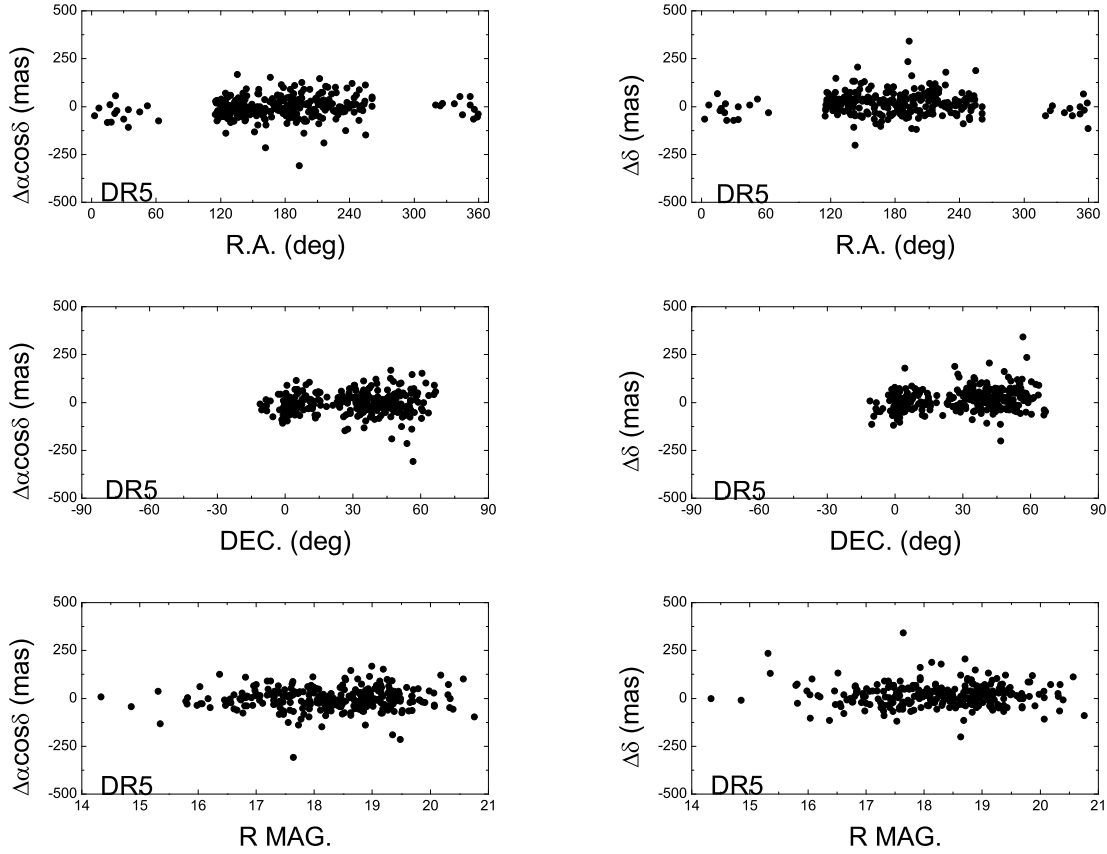 500
250
0
-250
-500
Δαcosδ (mas)
DR5
0 60 120 180 240 300 360
R.A. (deg)
500
250
0
-250
-500
Δδ (mas)
DR5
0 60 120 180 240 300 360
R.A. (deg)
500
250
0
-250
-500
Δαcosδ (mas)
DR5
-90 -60 -30 0 30 60 90
DEC. (deg)
500
250
0
-250
-500
Δδ (mas)
DR5
-90 -60 -30 0 30 60 90
DEC. (deg)
500
250
0
-250
-500
Δαcosδ (mas)
DR5
14 15 16 17 18 19 20 21
R MAG.
500
250
0
-250
-500
Δδ (mas)
DR5
14 15 16 17 18 19 20 21
R MAG.